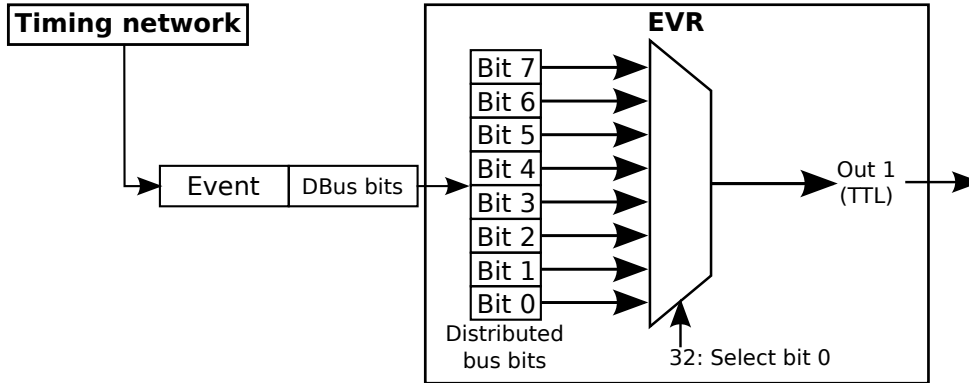 Timing network
EVR
Bit 7
Bit 6
Bit 5
Bit 4
Bit 3
Bit 2
Bit 1
Bit 0
Event
DBus bits
Out 1
(TTL)
Distributed
bus bits
32: Select bit 0